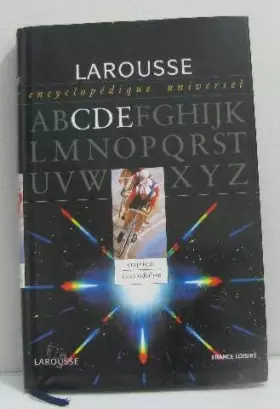 LAROUSSE
encyclopédique universel
ABCDEFGHIJK
LMNOPQRST
UVW XYZ
LAROUSSE
FRANCE LOISIRS